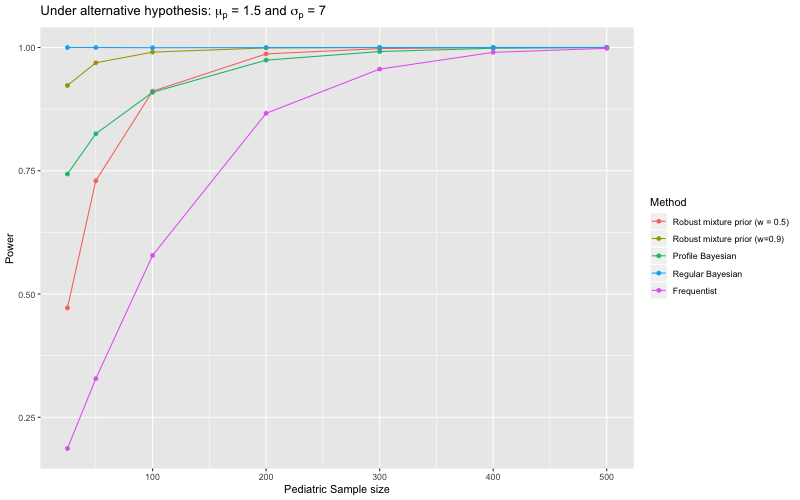 Under alternative hypothesis: μp = 1.5 and σp = 7
1.00
0.75
0.50
0.25
Power
100
200
300
400
500
Pediatric Sample size
Method
Robust mixture prior (w = 0.5)
Robust mixture prior (w=0.9)
Profile Bayesian
Regular Bayesian
Frequentist